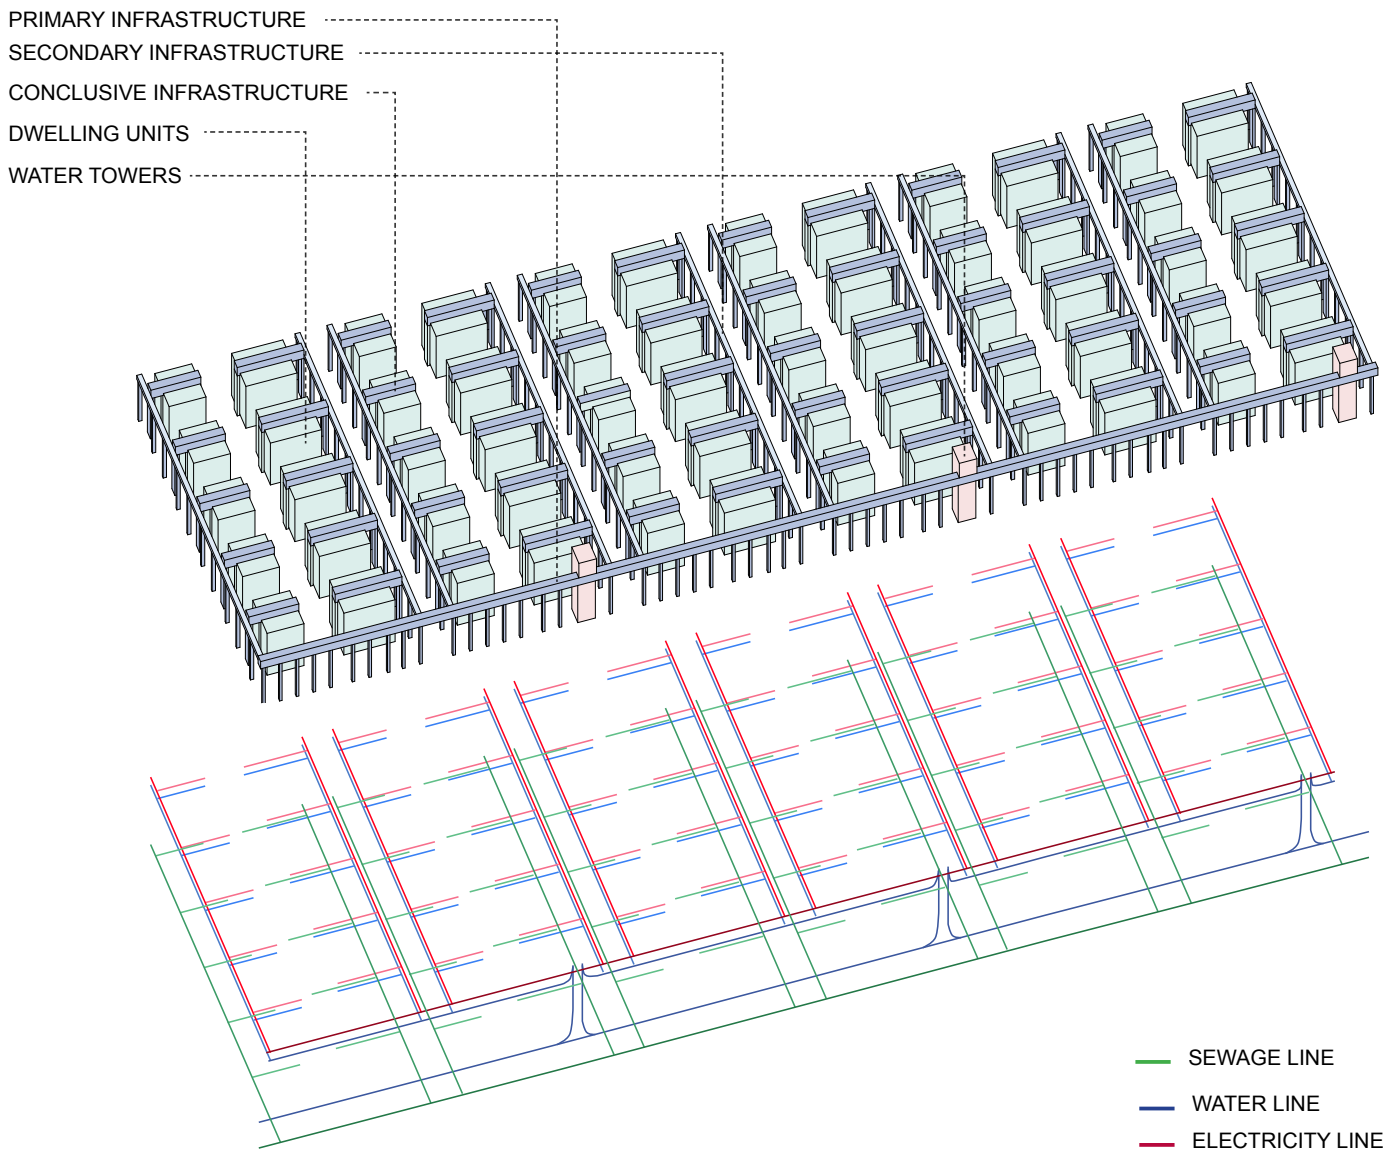 PRIMARY INFRASTRUCTURE
SECONDARY INFRASTRUCTURE
CONCLUSIVE INFRASTRUCTURE
DWELLING UNITS
WATER TOWERS
SEWAGE LINE
WATER LINE
ELECTRICITY LINE